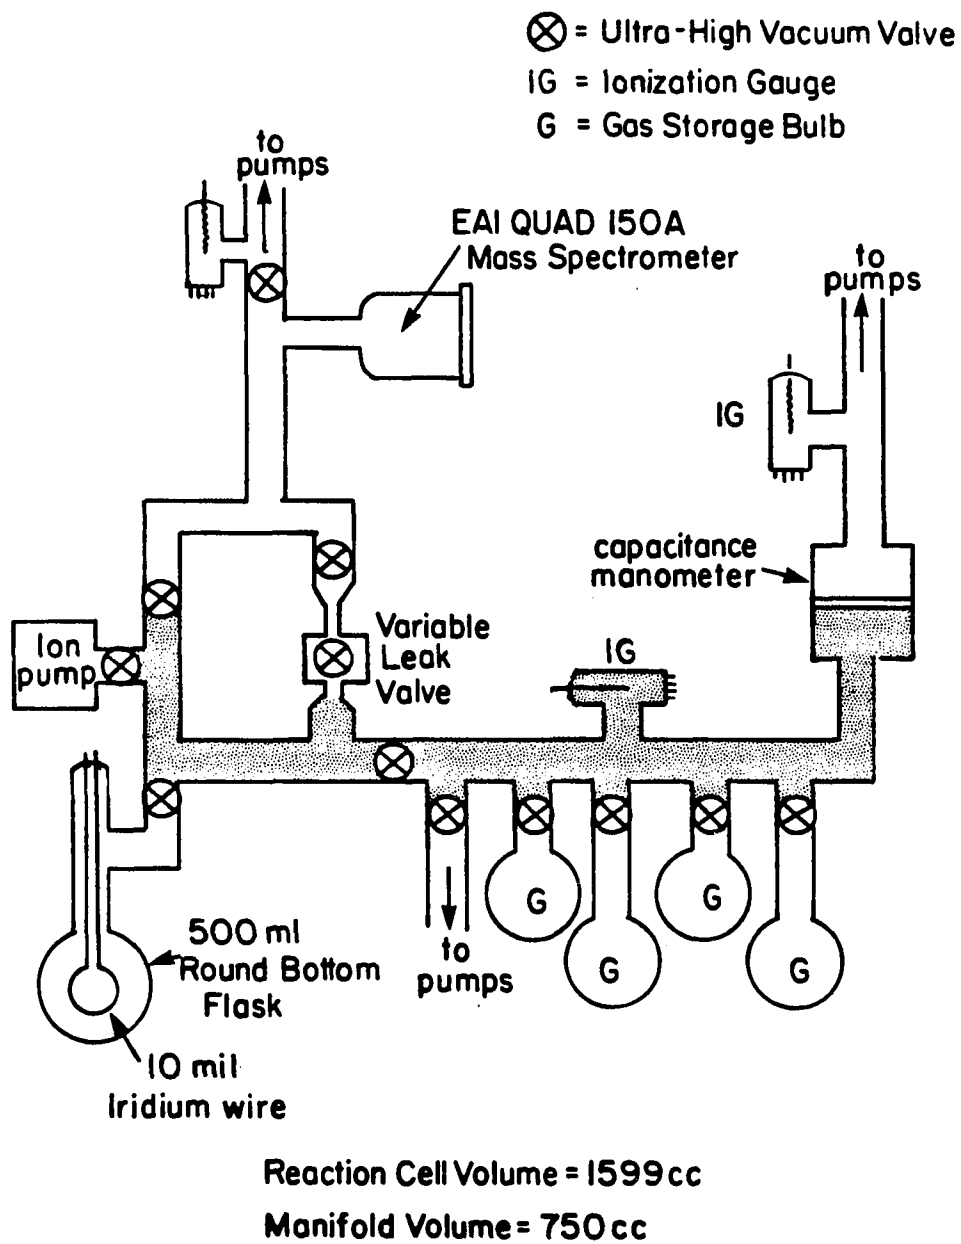 ⊗ = Ultra-High Vacuum Valve
IG = Ionization Gauge
G = Gas Storage Bulb
to
pumps
EAI QUAD 150A
Mass Spectrometer
to
pumps
IG
capacitance
manometer
Ion
pump
Variable
Leak
Valve
IG
G
G
G
G
500 ml
Round Bottom
Flask
to
pumps
10 mil
Iridium wire
Reaction Cell Volume = 1599 cc
Manifold Volume = 750 cc